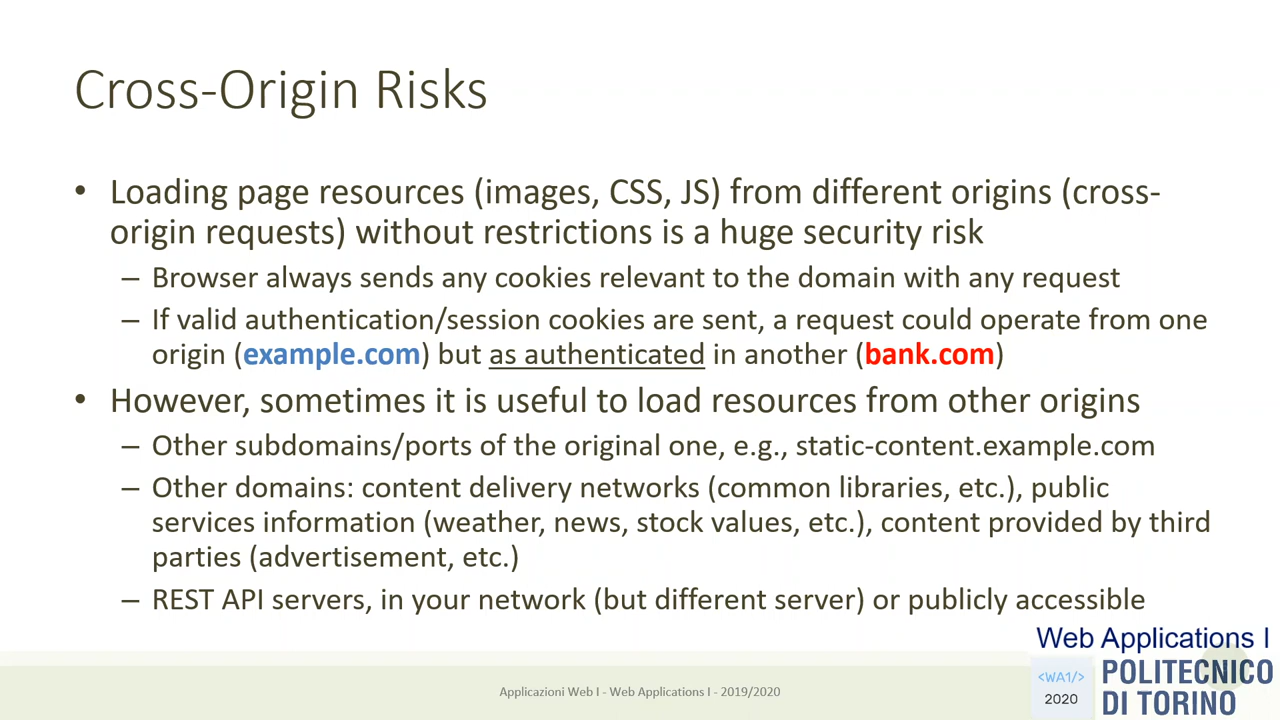 Cross-Origin Risks
• Loading page resources (images, CSS, JS) from different origins (cross-
origin requests) without restrictions is a huge security risk
– Browser always sends any cookies relevant to the domain with any request
– If valid authentication/session cookies are sent, a request could operate from one
origin (example.com) but as authenticated in another (bank.com)
• However, sometimes it is useful to load resources from other origins
– Other subdomains/ports of the original one, e.g., static-content.example.com
– Other domains: content delivery networks (common libraries, etc.), public
services information (weather, news, stock values, etc.), content provided by third
parties (advertisement, etc.)
– REST API servers, in your network (but different server) or publicly accessible
Web Applications I
<WA1/>
2020
POLITECNICO
DI TORINO
Applicazioni Web I - Web Applications I - 2019/2020